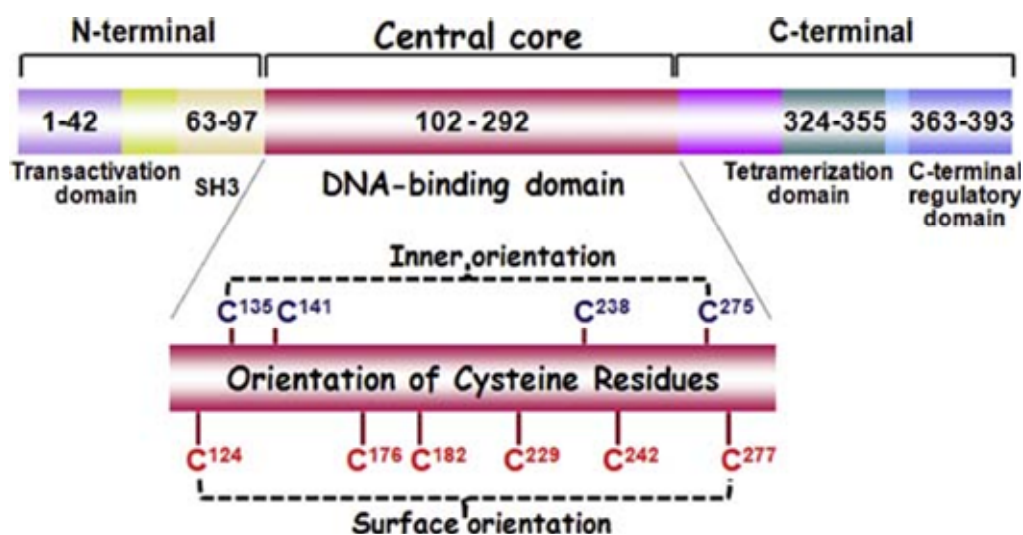 N-terminal Central core C-terminal
1-42 63-97 102-292 324-355 363-393
Transactivation domain
SH3
DNA-binding domain
Tetramerization domain
C-terminal regulatory domain
Inner orientation
C135 C141 C238 C275
Orientation of Cysteine Residues
C124 C176 C182 C229 C242 C277
Surface orientation